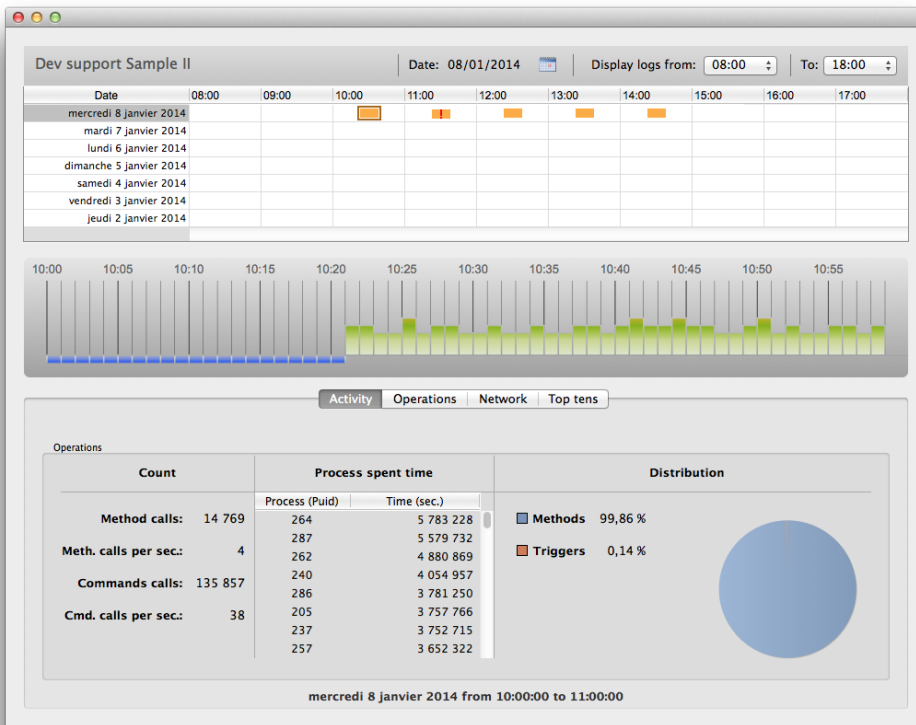 Dev support Sample II Date: 08/01/2014 Display logs from: 08:00 To: 18:00
Date 08:00 09:00 10:00 11:00 12:00 13:00 14:00 15:00 16:00 17:00
mercredi 8 janvier 2014 !
mardi 7 janvier 2014
lundi 6 janvier 2014
dimanche 5 janvier 2014
samedi 4 janvier 2014
vendredi 3 janvier 2014
jeudi 2 janvier 2014
10:00 10:05 10:10 10:15 10:20 10:25 10:30 10:35 10:40 10:45 10:50 10:55
Activity Operations Network Top tens
Operations
Count Process spent time Distribution
Process (Puid) Time (sec.)
Method calls: 14 769 264 5 783 228 Methods 99,86 %
287 5 579 732
Meth. calls per sec.: 4 262 4 880 869 Triggers 0,14 %
240 4 054 957
Commands calls: 135 857 286 3 781 250
205 3 757 766
Cmd. calls per sec.: 38 237 3 752 715
257 3 652 322
mercredi 8 janvier 2014 from 10:00:00 to 11:00:00